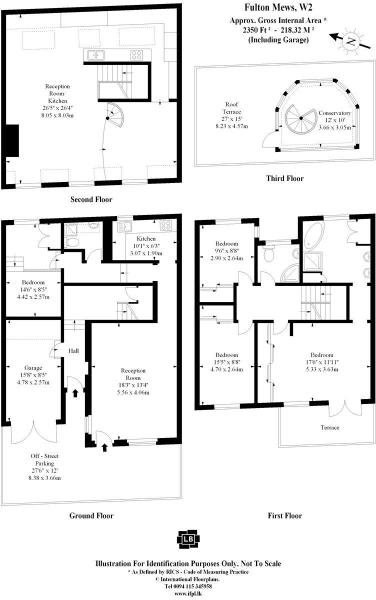 Fulton Mews, W2
Approx. Gross Internal Area *
2350 Ft ² - 218.32 M ²
(Including Garage)
N
Reception
Room
Kitchen
26'5" x 26'4"
8.05 x 8.03m
Second Floor
Roof
Terrace
27' x 15'
8.23 x 4.57m
Conservatory
12' x 10'
3.66 x 3.05m
Third Floor
Kitchen
10'1" x 6'3"
3.07 x 1.90m
Bedroom
14'6" x 8'5"
4.42 x 2.57m
Hall
Garage
15'8" x 8'5"
4.78 x 2.57m
Reception
Room
18'3" x 13'4"
5.56 x 4.06m
Off - Street
Parking
27'6" x 12'
8.38 x 3.66m
Ground Floor
Bedroom
9'6" x 8'8"
2.90 x 2.64m
Bedroom
15'5" x 8'8"
4.70 x 2.64m
Bedroom
17'6" x 11'11"
5.33 x 3.63m
Terrace
First Floor
LB
Illustration For Identification Purposes Only. Not To Scale
* As Defined by RICS - Code of Measuring Practice
© International Floorplans.
Tel 0094 115 345958
www.ifpl.lk